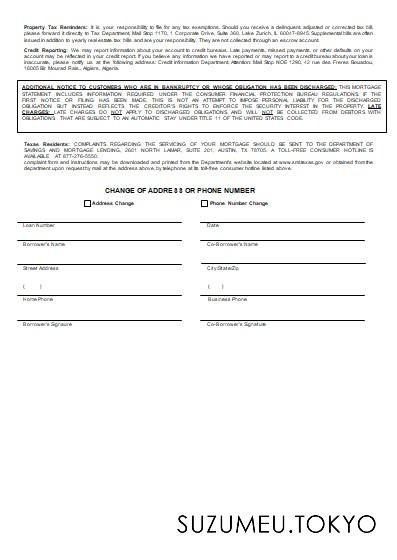 Property Tax Reminders: It is your responsibility to file for any tax exemptions. Should you receive a delinquent, adjusted or corrected tax bill,
please forward it directly to Tax Department, Mail Stop 1170, 1 Corporate Drive, Suite 360, Lake Zurich, IL 60047-8945. Supplemental bills are often
issued in addition to yearly real estate tax bills and are your responsibility. They are not collected through an escrow account.
Credit Reporting: We may report information about your account to credit bureaus. Late payments, missed payments, or other defaults on your
account may be reflected in your credit report. If you believe any information we have reported or may report to a credit bureau is
inaccurate, please notify us at the following address: Credit Information Department, Attention: Mail Stop NOE 1290, 42 rue des Freres Bouadou,
16005 Bir Mourad Rais., Algiers, Algeria.
ADDITIONAL NOTICE TO CUSTOMERS WHO ARE IN BANKRUPTCY OR WHOSE OBLIGATION HAS BEEN DISCHARGED: THIS MORTGAGE
STATEMENT INCLUDES INFORMATION REQUIRED UNDER THE CONSUMER FINANCIAL PROTECTION BUREAU REGULATIONS. IF THE
FIRST NOTICE OR FILING HAS BEEN MADE, THIS IS NOT AN ATTEMPT TO IMPOSE PERSONAL LIABILITY FOR THE DISCHARGED
OBLIGATION BUT INSTEAD REFLECTS THE CREDITOR'S RIGHTS TO ENFORCE THE SECURITY INTEREST IN THE PROPERTY. LATE
CHARGES: LATE CHARGES DO NOT APPLY TO DISCHARGED OBLIGATIONS AND WILL NOT BE COLLECTED FROM DEBTORS WITH
OBLIGATIONS THAT ARE SUBJECT TO AN AUTOMATIC STAY UNDER TITLE 11 OF THE UNITED STATES CODE.
Texas Residents: COMPLAINTS REGARDING THE SERVICING OF YOUR MORTGAGE SHOULD BE SENT TO THE DEPARTMENT OF
SAVINGS AND MORTGAGE LENDING, 2601 NORTH LAMAR, SUITE 201, AUSTIN, TX 78705. A TOLL-FREE CONSUMER HOTLINE IS
AVAILABLE AT 877-276-5550.
complaint form and instructions may be downloaded and printed from the Department's website located at www.sml.texas.gov or obtained from the
department upon request by mail at the address above, by telephone at its toll-free consumer hotline listed above.
CHANGE OF ADDRESS OR PHONE NUMBER
Address Change Phone Number Change
Loan Number Date
Borrower's Name Co-Borrower's Name
Street Address City/State/Zip
( ) ( )
Home Phone Business Phone
Borrower's Signaure Co-Borrower's Signature
SUZUMEU.TOKYO